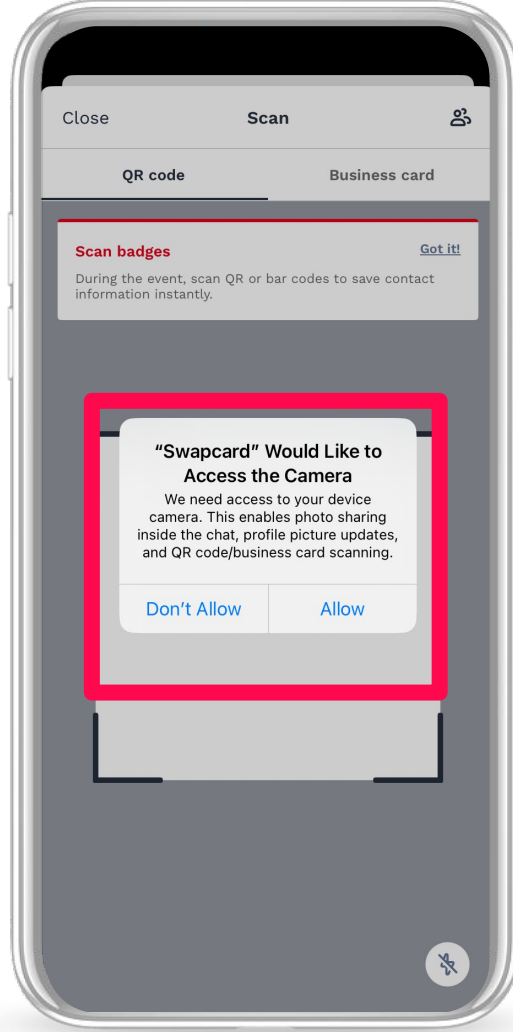 Close Scan
QR code Business card
Scan badges Got it!
During the event, scan QR or bar codes to save contact
information instantly.
“Swapcard” Would Like to
Access the Camera
We need access to your device
camera. This enables photo sharing
inside the chat, profile picture updates,
and QR code/business card scanning.
Don’t Allow Allow